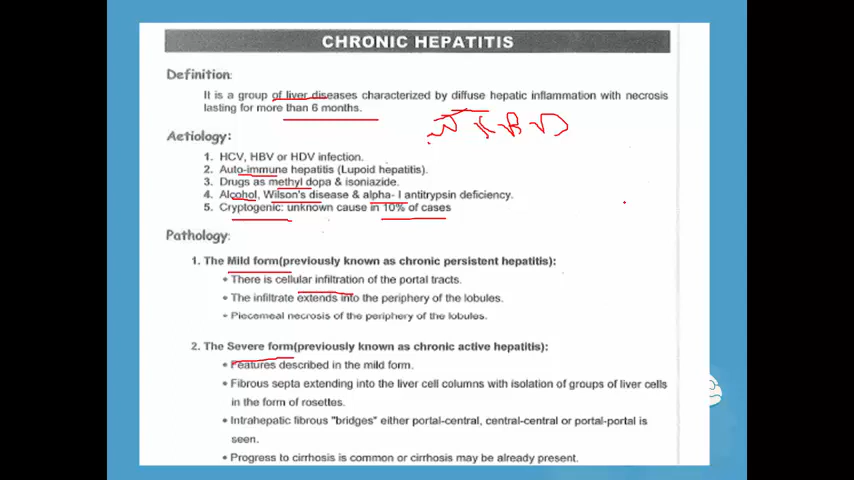 CHRONIC HEPATITIS
Definition:
It is a group of liver diseases characterized by diffuse hepatic inflammation with necrosis
lasting for more than 6 months.
Aetiology:
1. HCV, HBV or HDV infection.
2. Auto-immune hepatitis (Lupoid hepatitis).
3. Drugs as methyl dopa & isoniazide.
4. Alcohol, Wilson's disease & alpha- I antitrypsin deficiency.
5. Cryptogenic: unknown cause in 10% of cases
Pathology:
1. The Mild form(previously known as chronic persistent hepatitis):
• There is cellular infiltration of the portal tracts.
• The infiltrate extends into the periphery of the lobules.
• Piecemeal necrosis of the periphery of the lobules.
2. The Severe form(previously known as chronic active hepatitis):
• Features described in the mild form.
• Fibrous septa extending into the liver cell columns with isolation of groups of liver cells
in the form of rosettes.
• Intrahepatic fibrous "bridges" either portal-central, central-central or portal-portal is
seen.
• Progress to cirrhosis is common or cirrhosis may be already present.